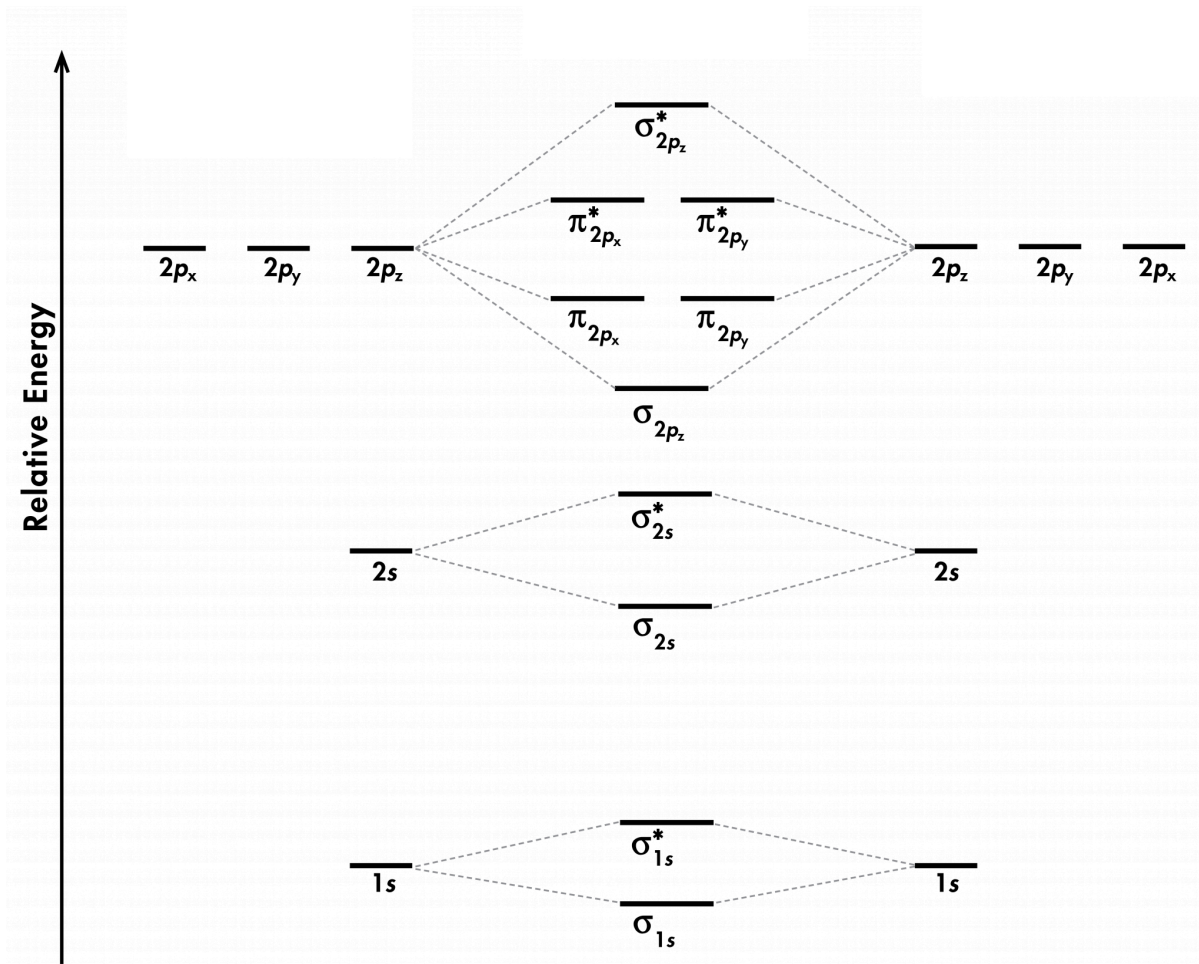 σ*2pz
π*2px π*2py
2px 2py 2pz 2pz 2py 2px
π2px π2py
Relative Energy
σ2pz
σ*2s
2s 2s
σ2s
σ*1s
1s 1s
σ1s